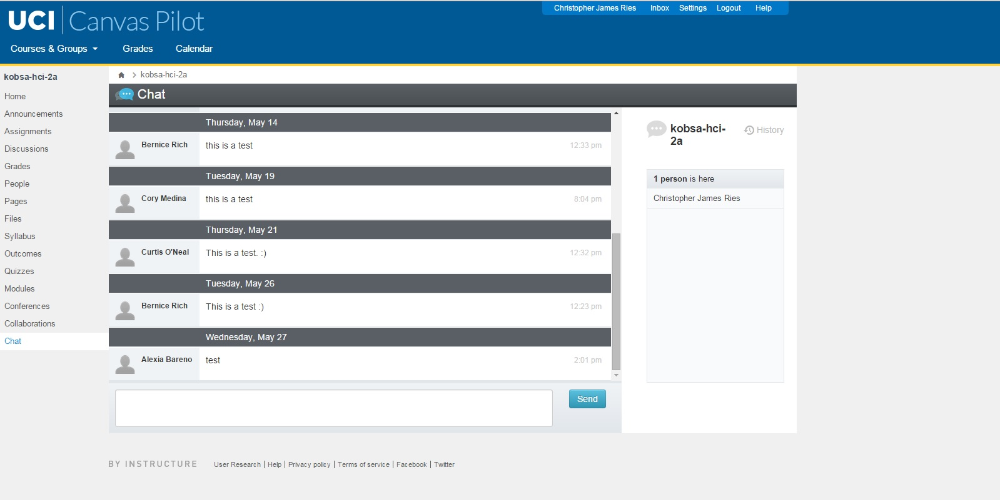 Christopher James Ries Inbox Settings Logout Help
UCI Canvas Pilot
Courses & Groups Grades Calendar
kobsa-hci-2a
Home
Announcements
Assignments
Discussions
Grades
People
Pages
Files
Syllabus
Outcomes
Quizzes
Modules
Conferences
Collaborations
Chat
kobsa-hci-2a
Chat
Thursday, May 14
Bernice Rich this is a test 12:33 pm
Tuesday, May 19
Cory Medina this is a test 8:04 pm
Thursday, May 21
Curtis O'Neal This is a test. :) 12:32 pm
Tuesday, May 26
Bernice Rich This is a test :) 12:23 pm
Wednesday, May 27
Alexia Bareno test 2:01 pm
Send
kobsa-hci-
2a
History
1 person is here
Christopher James Ries
BY INSTRUCTURE User Research | Help | Privacy policy | Terms of service | Facebook | Twitter